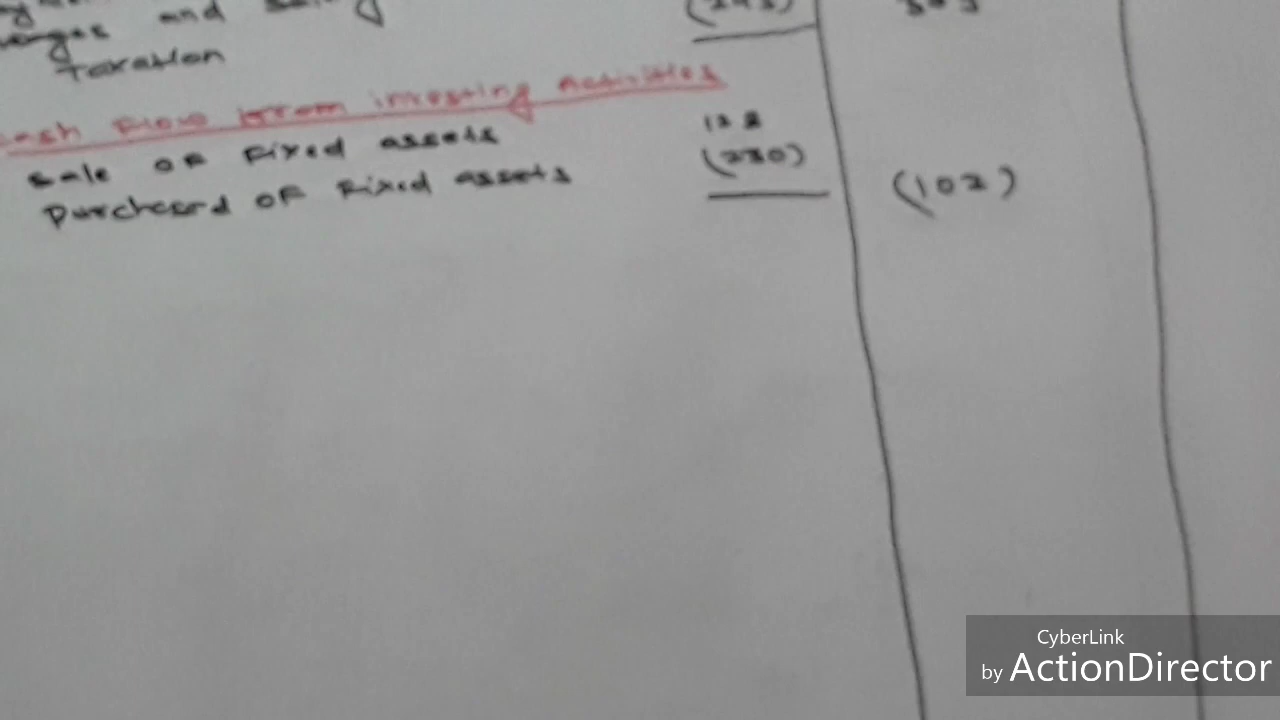 and
Taxation
Cash Flow from investing Activities
sale of Fixed assets 128
purchased of Fixed assets (230) (102)
CyberLink
by ActionDirector